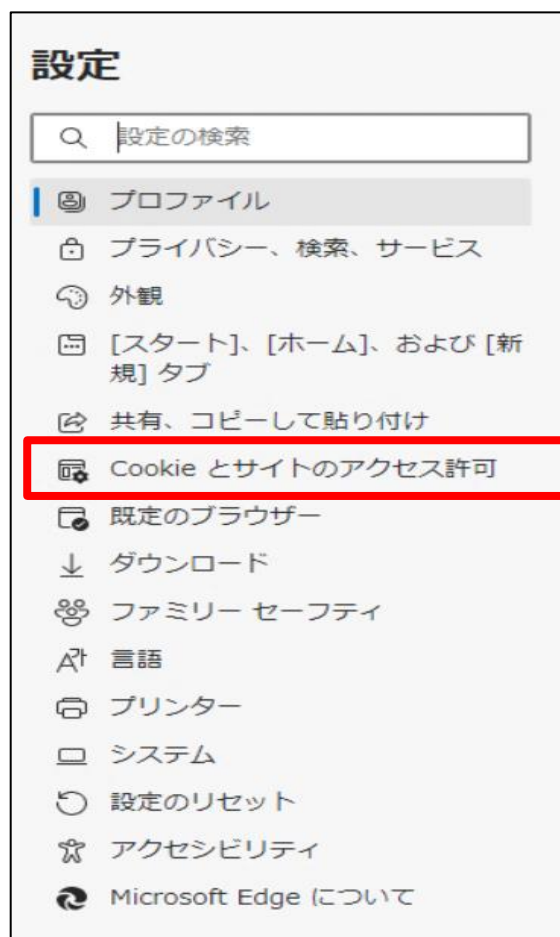 設定
設定の検索
プロファイル
プライバシー、検索、サービス
外観
[スタート]、[ホーム]、および [新
規] タブ
共有、コピーして貼り付け
Cookie とサイトのアクセス許可
既定のブラウザー
ダウンロード
ファミリー セーフティ
言語
プリンター
システム
設定のリセット
アクセシビリティ
Microsoft Edge について